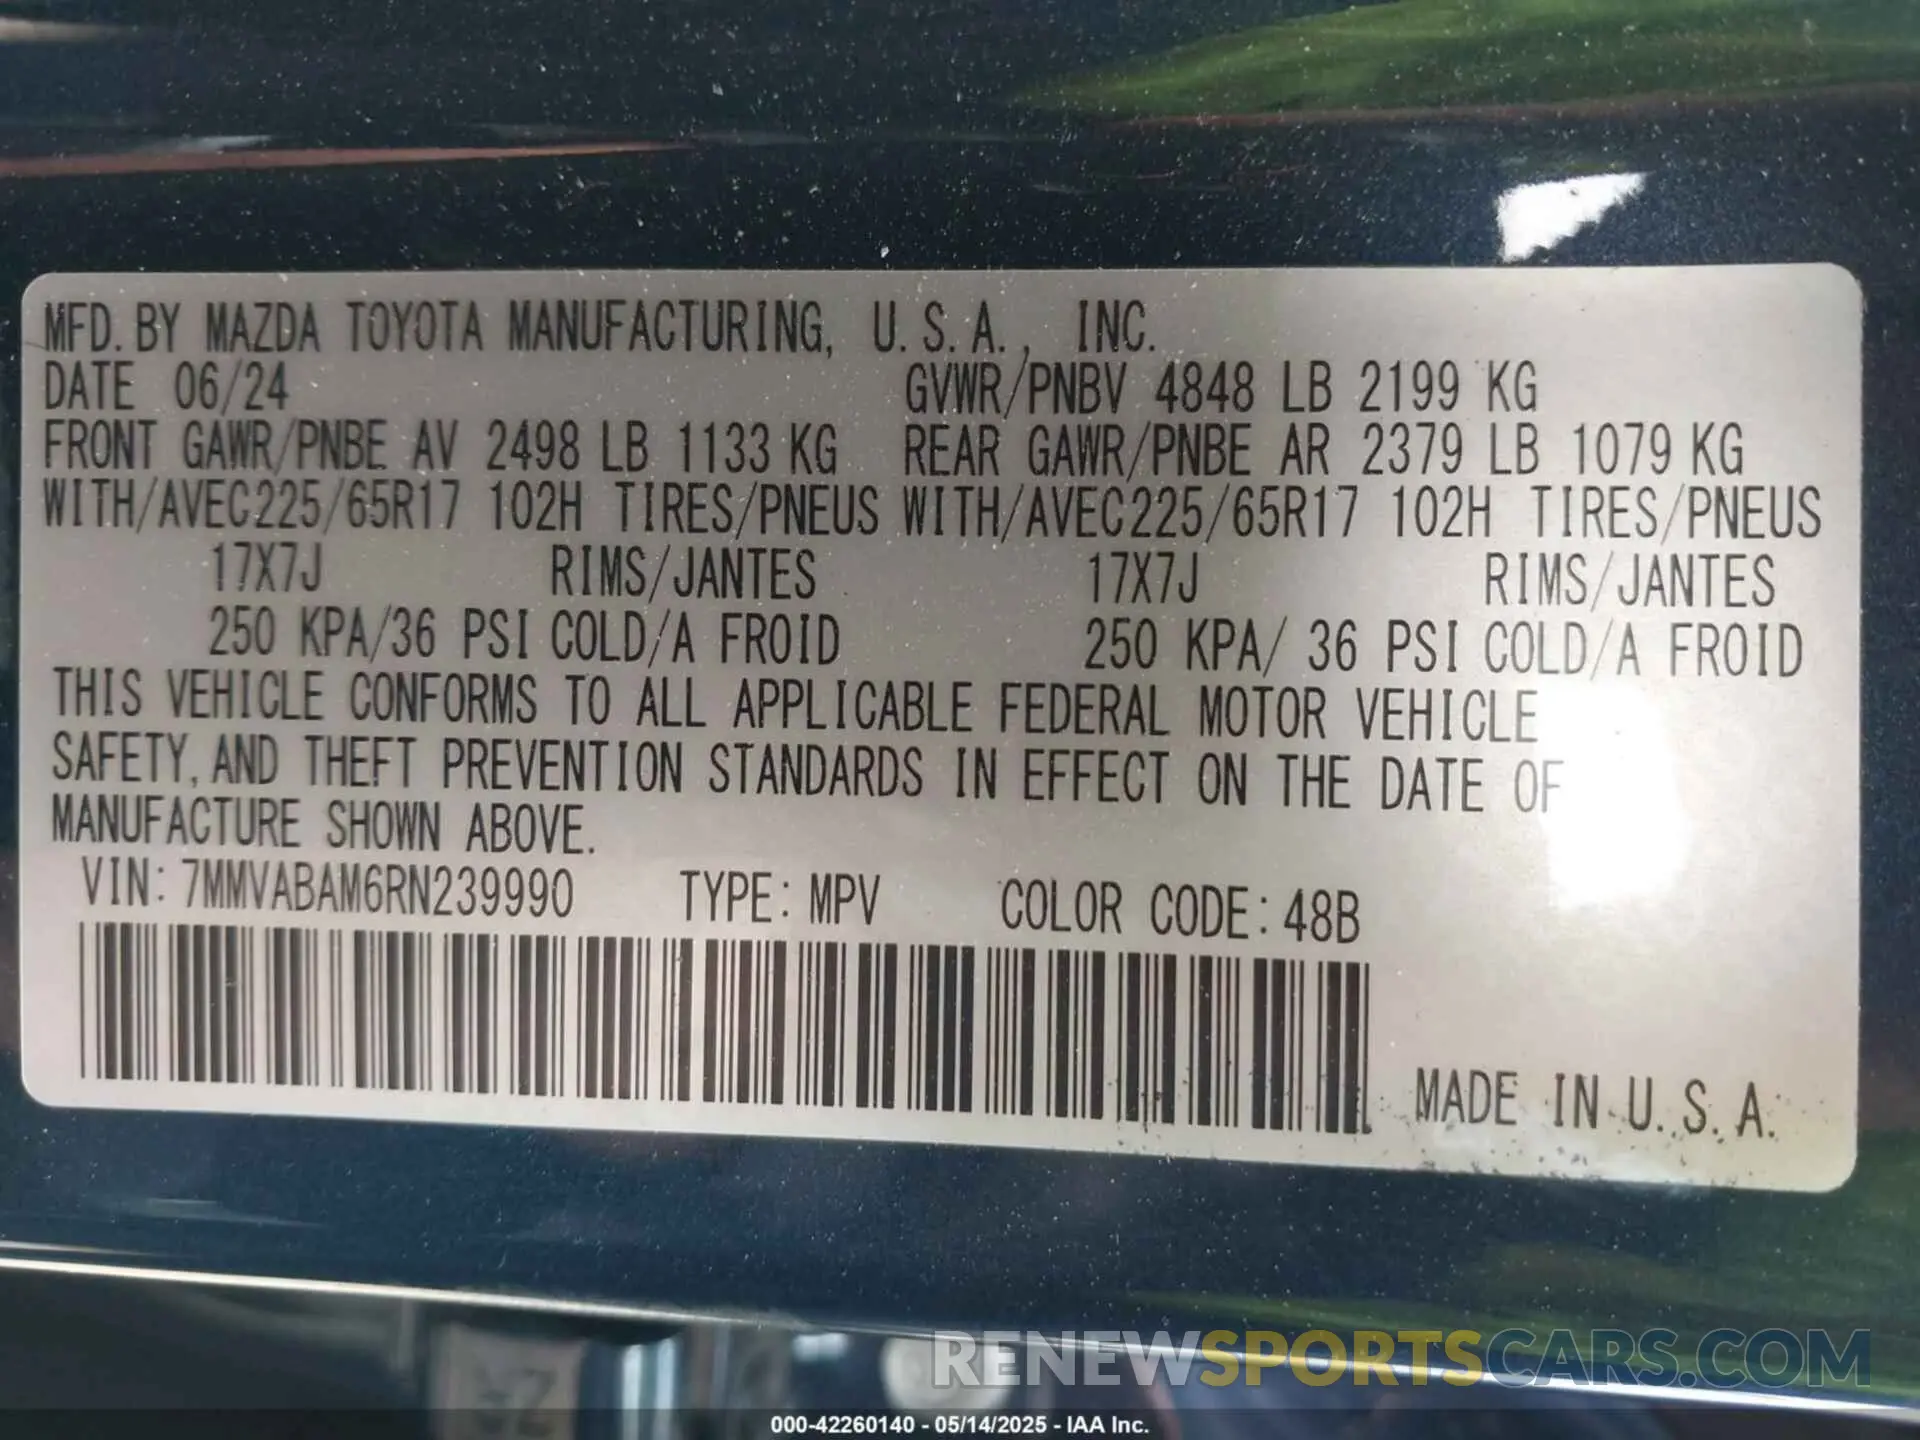 MFD. BY MAZDA TOYOTA MANUFACTURING, U.S.A., INC.
DATE 06/24 GVWR/PNBV 4848 LB 2199 KG
FRONT GAWR/PNBE AV 2498 LB 1133 KG REAR GAWR/PNBE AR 2379 LB 1079 KG
WITH/AVEC225/65R17 102H TIRES/PNEUS WITH/AVEC225/65R17 102H TIRES/PNEUS
17X7J RIMS/JANTES 17X7J RIMS/JANTES
250 KPA/36 PSI COLD/A FROID 250 KPA/ 36 PSI COLD/A FROID
THIS VEHICLE CONFORMS TO ALL APPLICABLE FEDERAL MOTOR VEHICLE
SAFETY, AND THEFT PREVENTION STANDARDS IN EFFECT ON THE DATE OF
MANUFACTURE SHOWN ABOVE.
VIN: 7MMVABAM6RN239990 TYPE: MPV COLOR CODE: 48B
MADE IN U.S.A.
RENEWSPORTSCARS.COM
000-42260140 - 05/14/2025 - IAA Inc.